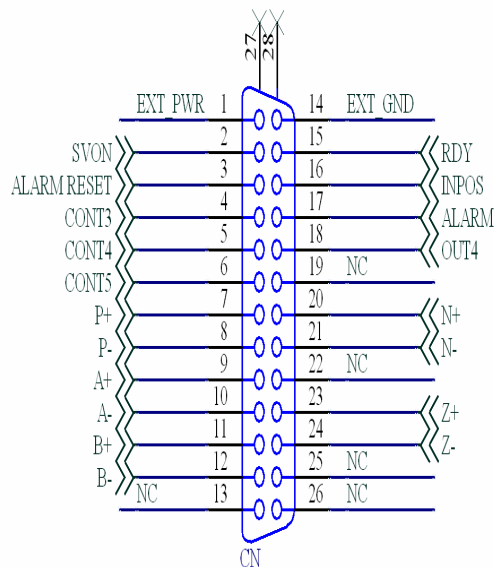 27 28
EXT_PWR 1 14 EXT_GND
2 15
SVON RDY
3 16
ALARM RESET INPOS
4 17
CONT3 ALARM
5 18
CONT4 OUT4
6 19 NC
CONT5
7 20
P+ N+
8 21
P- N-
9 22 NC
A+
10 23
A- Z+
11 24
B+ Z-
12 25 NC
B-
NC 13 26 NC
CN